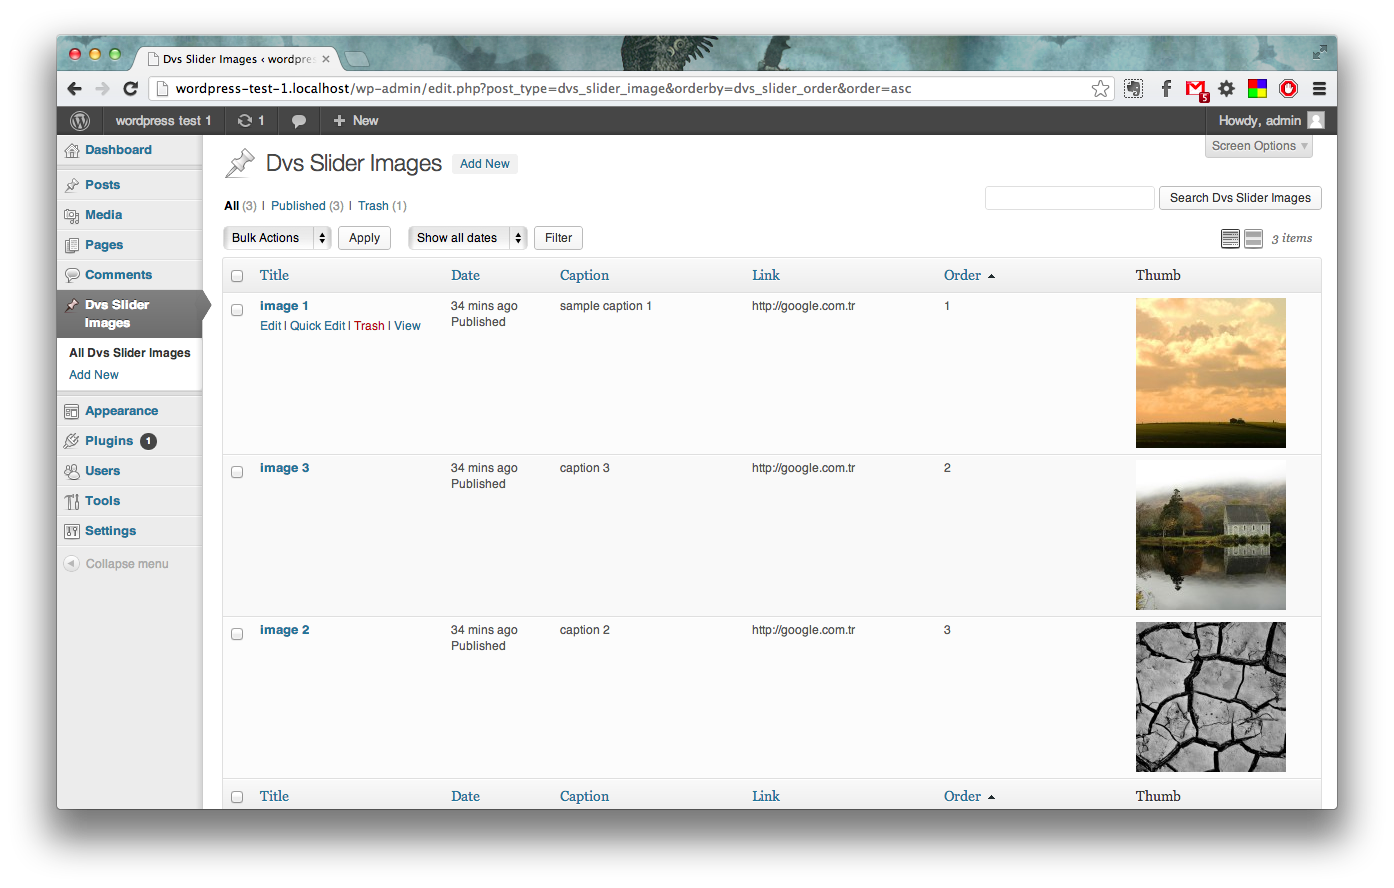 Dvs Slider Images ‹ wordpres
wordpress-test-1.localhost/wp-admin/edit.php?post_type=dvs_slider_image&orderby=dvs_slider_order&order=asc
5
wordpress test 1 1 + New Howdy, admin
Dashboard
Posts
Media
Pages
Comments
Dvs Slider
Images
All Dvs Slider Images
Add New
Appearance
Plugins 1
Users
Tools
Settings
Collapse menu
Screen Options
Dvs Slider Images Add New
All (3) | Published (3) | Trash (1)
Search Dvs Slider Images
Bulk Actions Apply Show all dates Filter 3 items
Title Date Caption Link Order Thumb
image 1 34 mins ago sample caption 1 http://google.com.tr 1
Published
Edit | Quick Edit | Trash | View
image 3 34 mins ago caption 3 http://google.com.tr 2
Published
image 2 34 mins ago caption 2 http://google.com.tr 3
Published
Title Date Caption Link Order Thumb